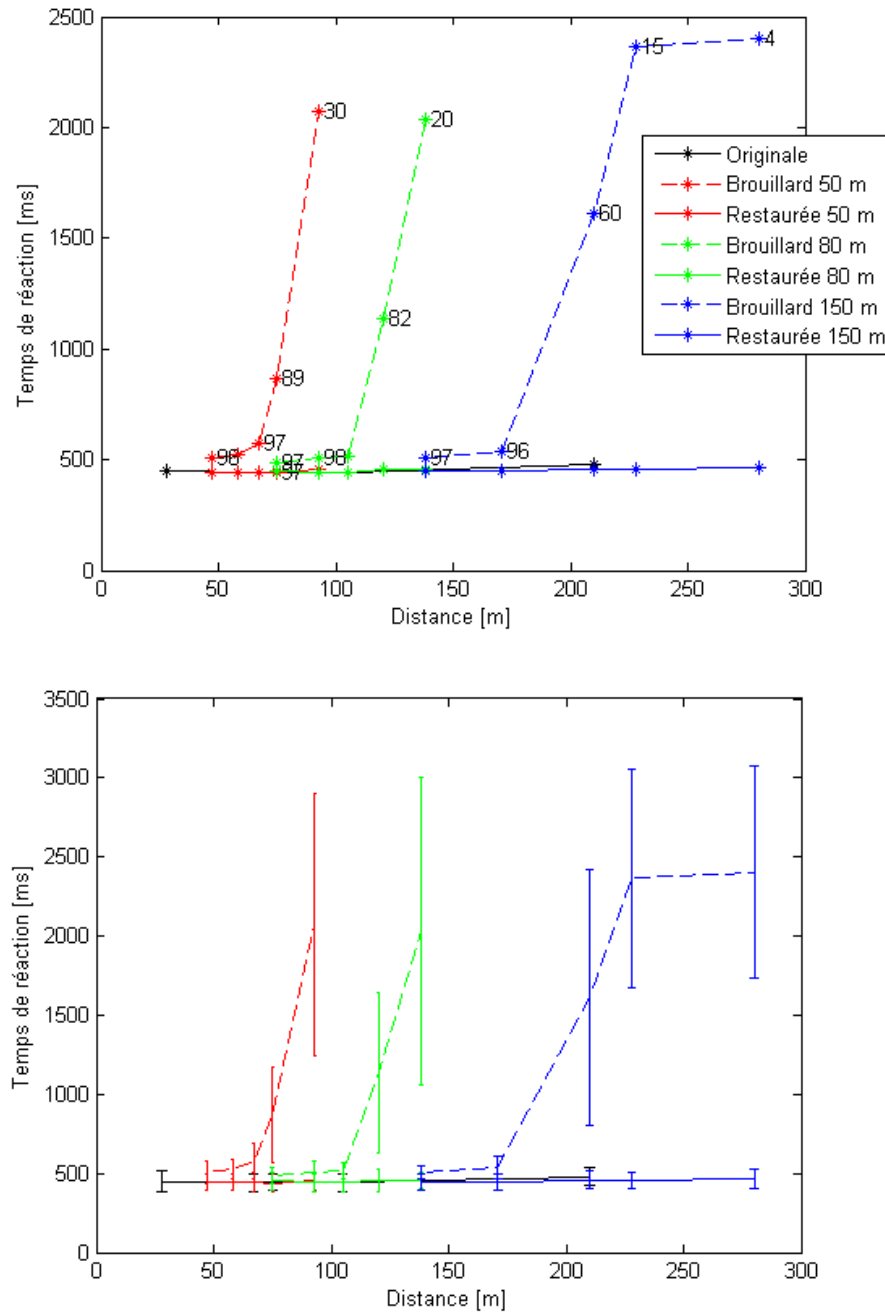 2500
2000
1500
1000
500
0
Temps de réaction [ms]
30
20
15
4
60
89
82
98
97
97
98
97
97
96
Originale
Brouillard 50 m
Restaurée 50 m
Brouillard 80 m
Restaurée 80 m
Brouillard 150 m
Restaurée 150 m
0 50 100 150 200 250 300
Distance [m]
3500
3000
2500
2000
1500
1000
500
0
Temps de réaction [ms]
0 50 100 150 200 250 300
Distance [m]